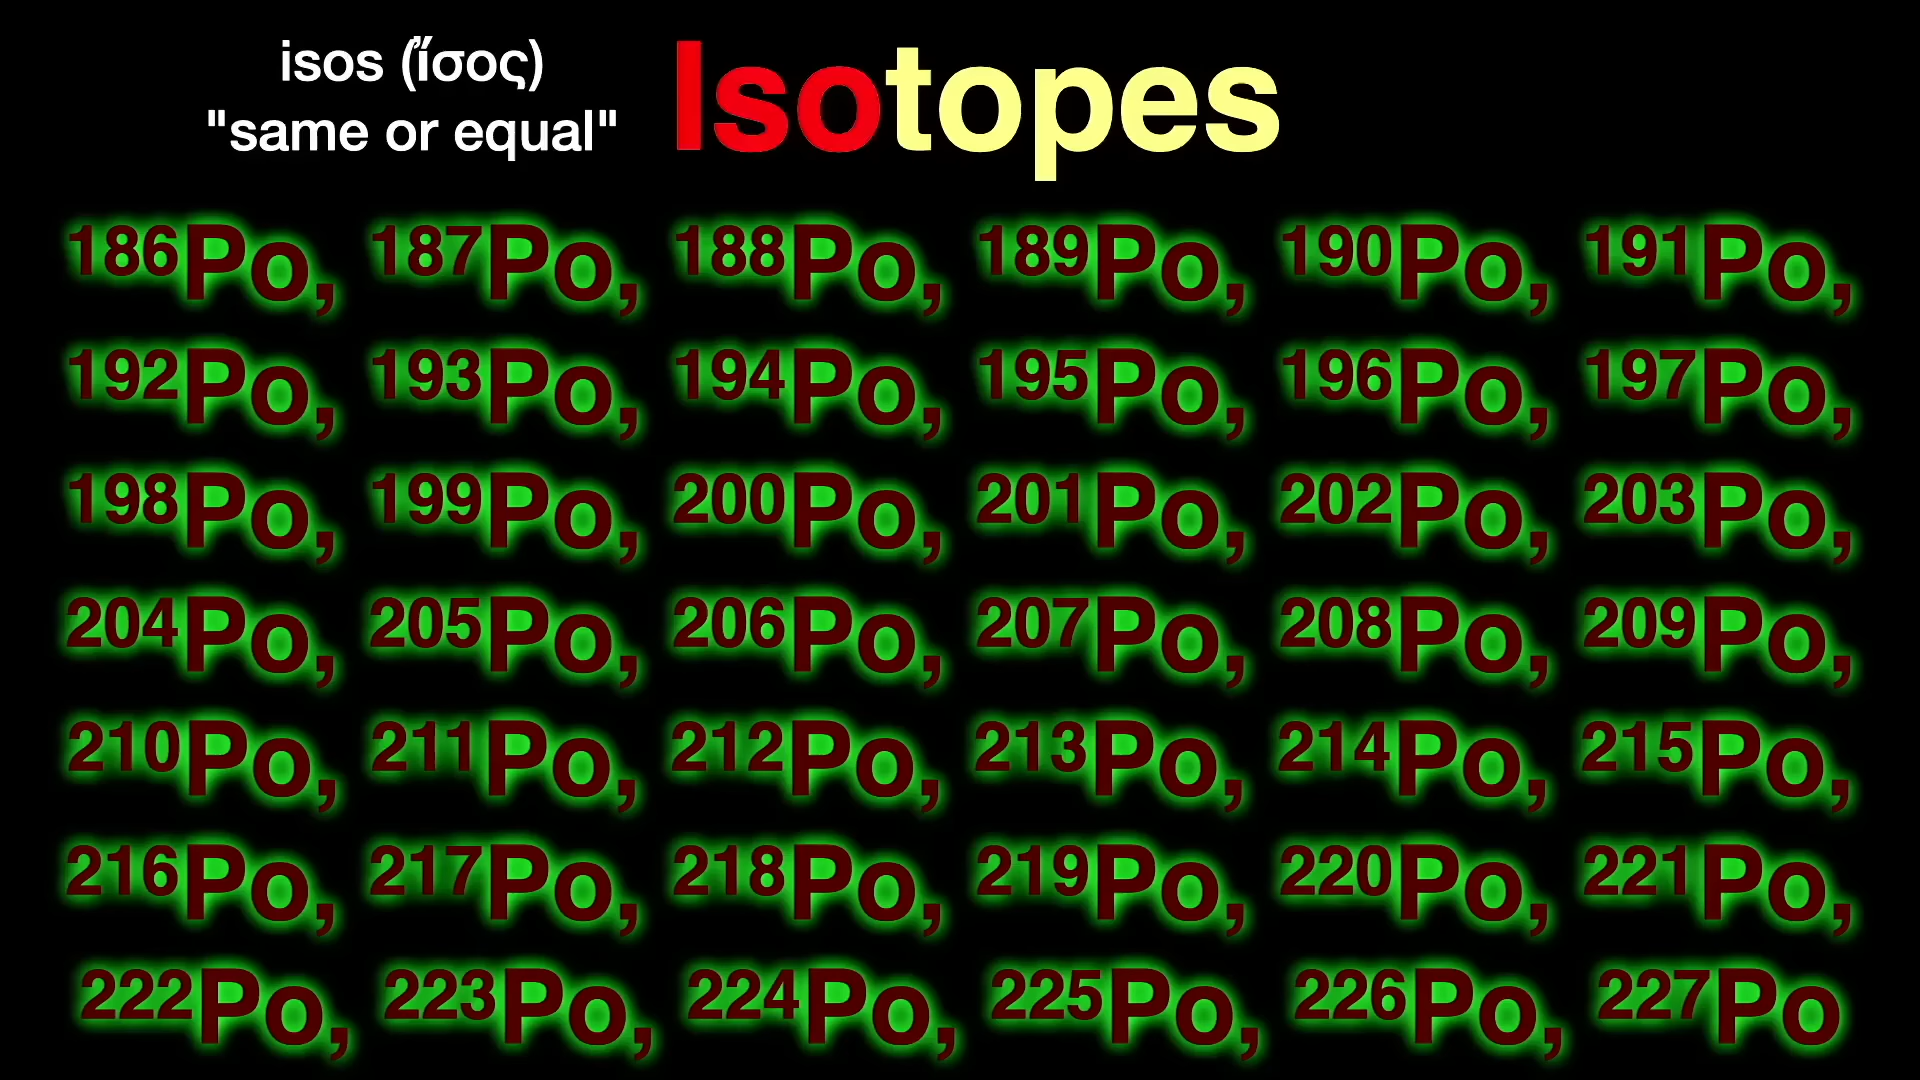 isos (ἴσος)
"same or equal"
Isotopes
¹⁸⁶Po, ¹⁸⁷Po, ¹⁸⁸Po, ¹⁸⁹Po, ¹⁹⁰Po, ¹⁹¹Po,
¹⁹²Po, ¹⁹³Po, ¹⁹⁴Po, ¹⁹⁵Po, ¹⁹⁶Po, ¹⁹⁷Po,
¹⁹⁸Po, ¹⁹⁹Po, ²⁰⁰Po, ²⁰¹Po, ²⁰²Po, ²⁰³Po,
²⁰⁴Po, ²⁰⁵Po, ²⁰⁶Po, ²⁰⁷Po, ²⁰⁸Po, ²⁰⁹Po,
²¹⁰Po, ²¹¹Po, ²¹²Po, ²¹³Po, ²¹⁴Po, ²¹⁵Po,
²¹⁶Po, ²¹⁷Po, ²¹⁸Po, ²¹⁹Po, ²²⁰Po, ²²¹Po,
²²²Po, ²²³Po, ²²⁴Po, ²²⁵Po, ²²⁶Po, ²²⁷Po